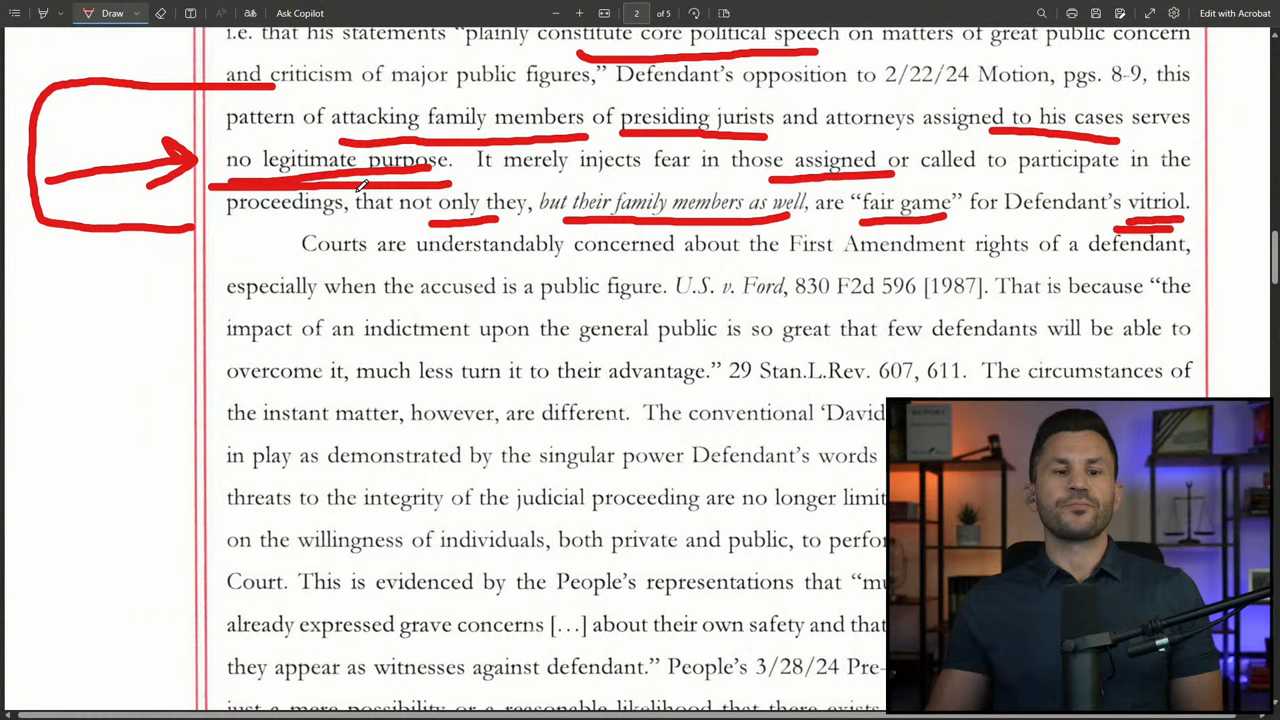 Draw
Ask Copilot
2 of 5
Edit with Acrobat
i.e. that his statements “plainly constitute core political speech on matters of great public concern
and criticism of major public figures,” Defendant’s opposition to 2/22/24 Motion, pgs. 8-9, this
pattern of attacking family members of presiding jurists and attorneys assigned to his cases serves
no legitimate purpose. It merely injects fear in those assigned or called to participate in the
proceedings, that not only they, but their family members as well, are “fair game” for Defendant’s vitriol.
Courts are understandably concerned about the First Amendment rights of a defendant,
especially when the accused is a public figure. U.S. v. Ford, 830 F2d 596 [1987]. That is because “the
impact of an indictment upon the general public is so great that few defendants will be able to
overcome it, much less turn it to their advantage.” 29 Stan.L.Rev. 607, 611. The circumstances of
the instant matter, however, are different. The conventional ‘David
in play as demonstrated by the singular power Defendant’s words
threats to the integrity of the judicial proceeding are no longer limit
on the willingness of individuals, both private and public, to perfor
Court. This is evidenced by the People’s representations that “mu
already expressed grave concerns […] about their own safety and that
they appear as witnesses against defendant.” People’s 3/28/24 Pre-
just a mere possibility or a reasonable likelihood that there exists